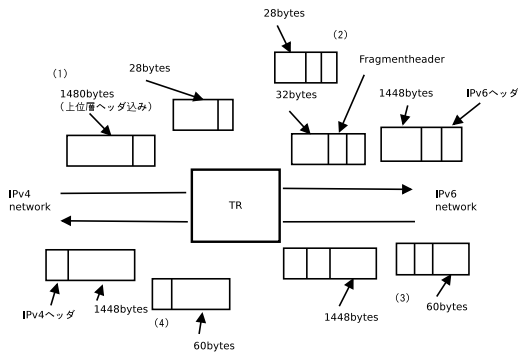 28bytes
(2)
Fragmentheader
(1)
28bytes
1480bytes
(上位層ヘッダ込み)
32bytes
1448bytes
IPv6ヘッダ
IPv4
network
TR
IPv6
network
IPv4ヘッダ
1448bytes
(4)
60bytes
1448bytes
(3)
60bytes